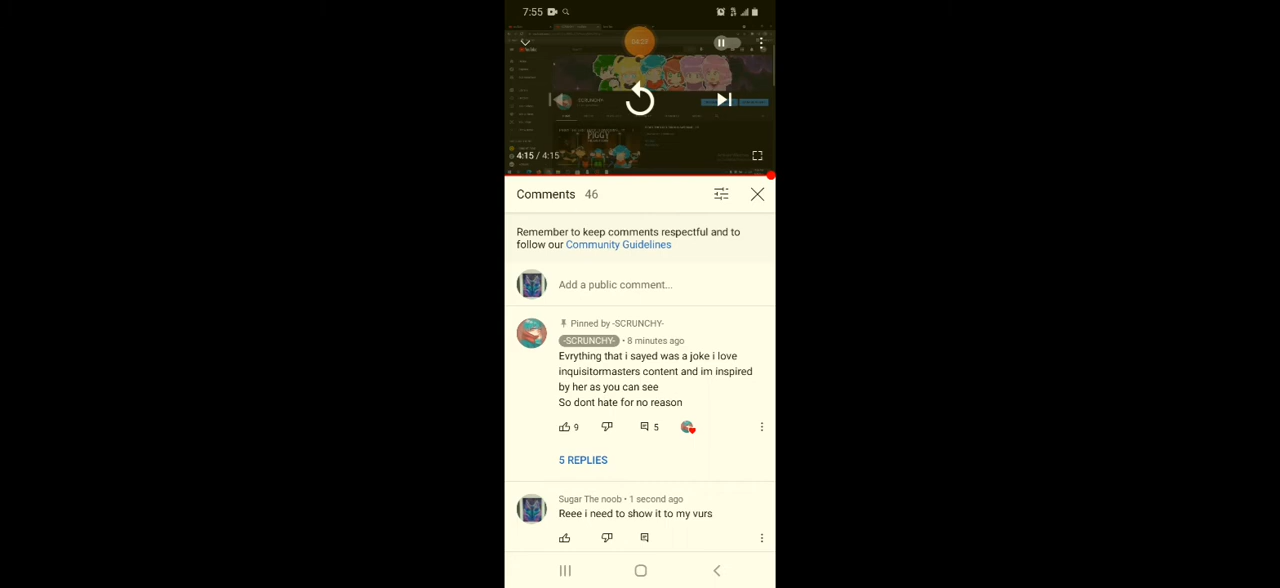 7:55
YouTube
SCRUNCHY
PIGGY
4:15 / 4:15
Comments 46
Remember to keep comments respectful and to
follow our Community Guidelines
Add a public comment...
Pinned by -SCRUNCHY-
-SCRUNCHY- • 8 minutes ago
Evrything that i sayed was a joke i love
inquisitormasters content and im inspired
by her as you can see
So dont hate for no reason
9
5
5 REPLIES
Sugar The noob • 1 second ago
Reee i need to show it to my vurs